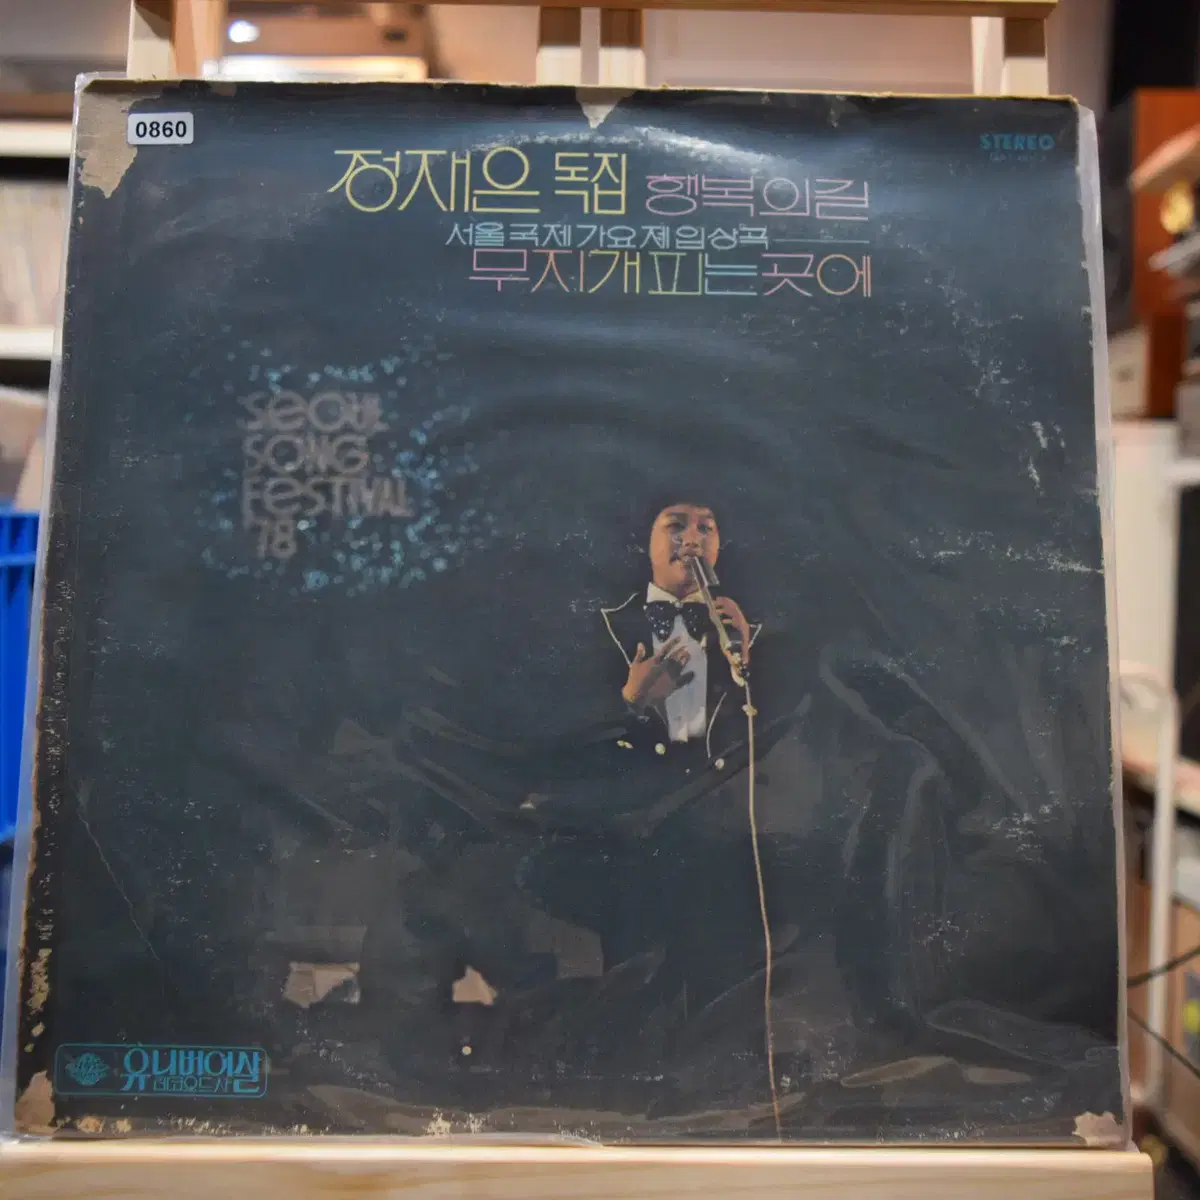 0860
STEREO
정재은 독집 행복의길
서울국제가요제입상곡
무지개피는곳에
SEOUL
SONG
FESTIVAL
'78
유니버어살
레코오드사